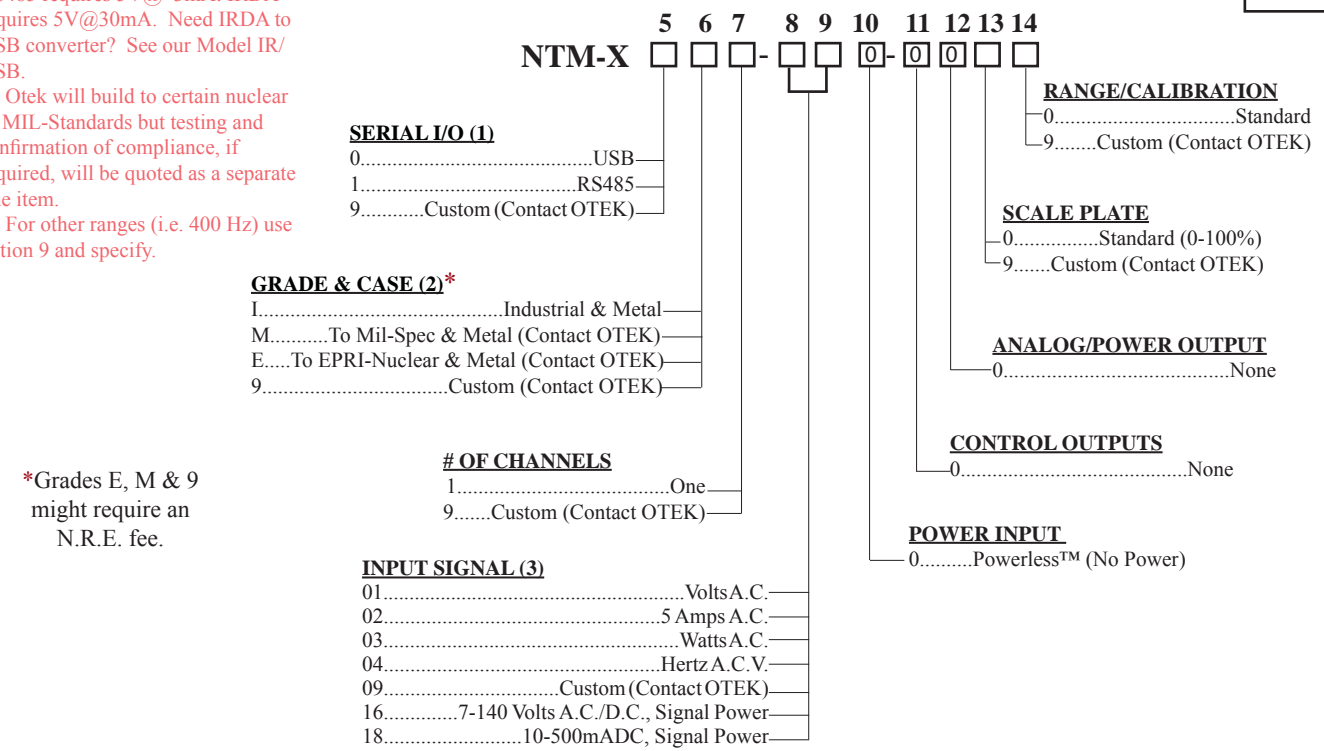 quires 5V@30mA. Need IRDA to
SB converter? See our Model IR/
SB.
Otek will build to certain nuclear
MIL-Standards but testing and
nfirmation of compliance, if
quired, will be quoted as a separate
e item.
For other ranges (i.e. 400 Hz) use
tion 9 and specify.
5 6 7 8 9 10 11 12 13 14
NTM-X - 0 - 0 0
SERIAL I/O (1)
0.......................................USB
1.....................................RS485
9...........Custom (Contact OTEK)
GRADE & CASE (2)*
I..........................................Industrial & Metal
M...........To Mil-Spec & Metal (Contact OTEK)
E.....To EPRI-Nuclear & Metal (Contact OTEK)
9................................Custom (Contact OTEK)
*Grades E, M & 9
might require an
N.R.E. fee.
# OF CHANNELS
1.....................................One
9.......Custom (Contact OTEK)
INPUT SIGNAL (3)
01....................................................Volts A.C.
02................................................5 Amps A.C.
03...................................................Watts A.C.
04................................................Hertz A.C.V.
09..............................Custom (Contact OTEK)
16.............7-140 Volts A.C./D.C., Signal Power
18........................10-500mADC, Signal Power
RANGE/CALIBRATION
0................................Standard
9........Custom (Contact OTEK)
SCALE PLATE
0...............Standard (0-100%)
9.......Custom (Contact OTEK)
ANALOG/POWER OUTPUT
0.......................................None
CONTROL OUTPUTS
0.......................................None
POWER INPUT
0..........Powerless™ (No Power)